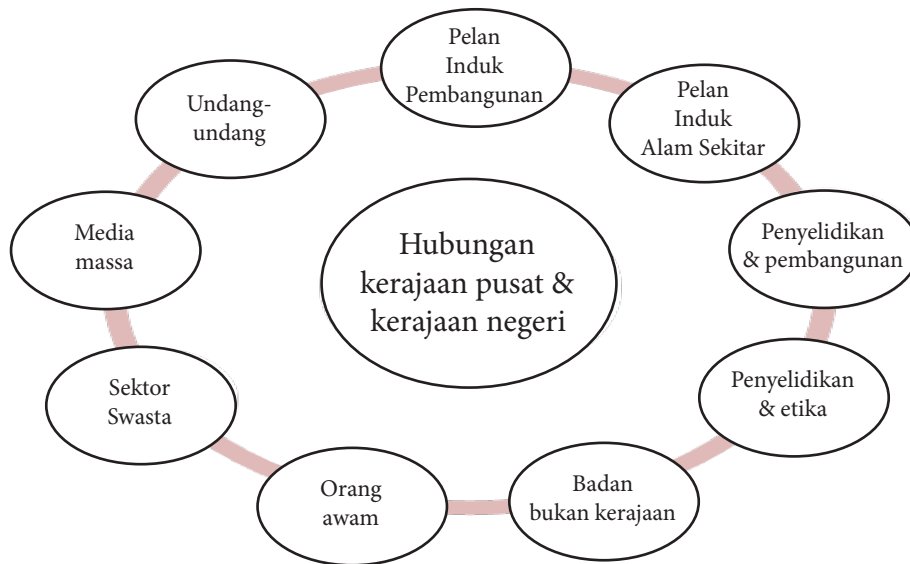 Pelan
Induk
Pembangunan
Pelan
Induk
Alam Sekitar
Penyelidikan
& pembangunan
Penyelidikan
& etika
Badan
bukan kerajaan
Orang
awam
Sektor
Swasta
Media
massa
Undang-
undang
Hubungan
kerajaan pusat &
kerajaan negeri